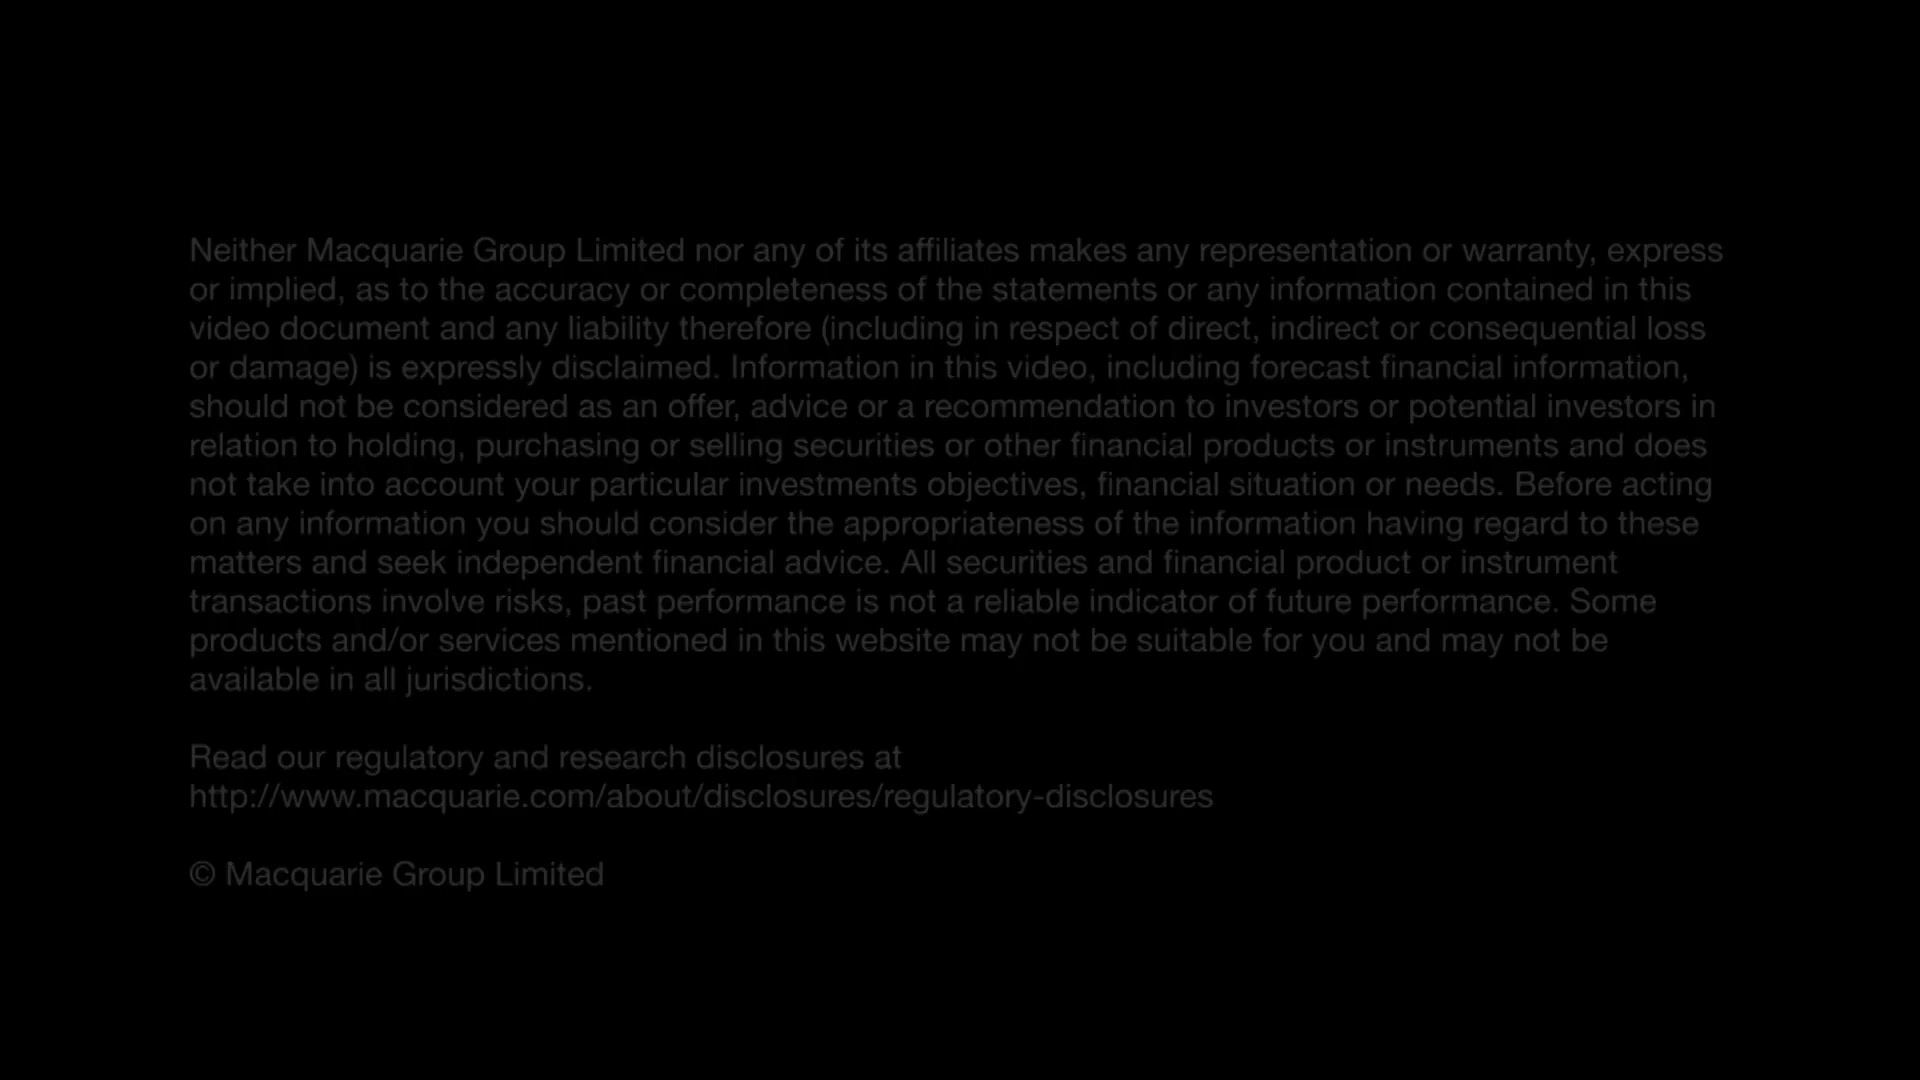 Neither Macquarie Group Limited nor any of its affiliates makes any representation or warranty, express
or implied, as to the accuracy or completeness of the statements or any information contained in this
video document and any liability therefore (including in respect of direct, indirect or consequential loss
or damage) is expressly disclaimed. Information in this video, including forecast financial information,
should not be considered as an offer, advice or a recommendation to investors or potential investors in
relation to holding, purchasing or selling securities or other financial products or instruments and does
not take into account your particular investments objectives, financial situation or needs. Before acting
on any information you should consider the appropriateness of the information having regard to these
matters and seek independent financial advice. All securities and financial product or instrument
transactions involve risks, past performance is not a reliable indicator of future performance. Some
products and/or services mentioned in this website may not be suitable for you and may not be
available in all jurisdictions.
Read our regulatory and research disclosures at
http://www.macquarie.com/about/disclosures/regulatory-disclosures
© Macquarie Group Limited